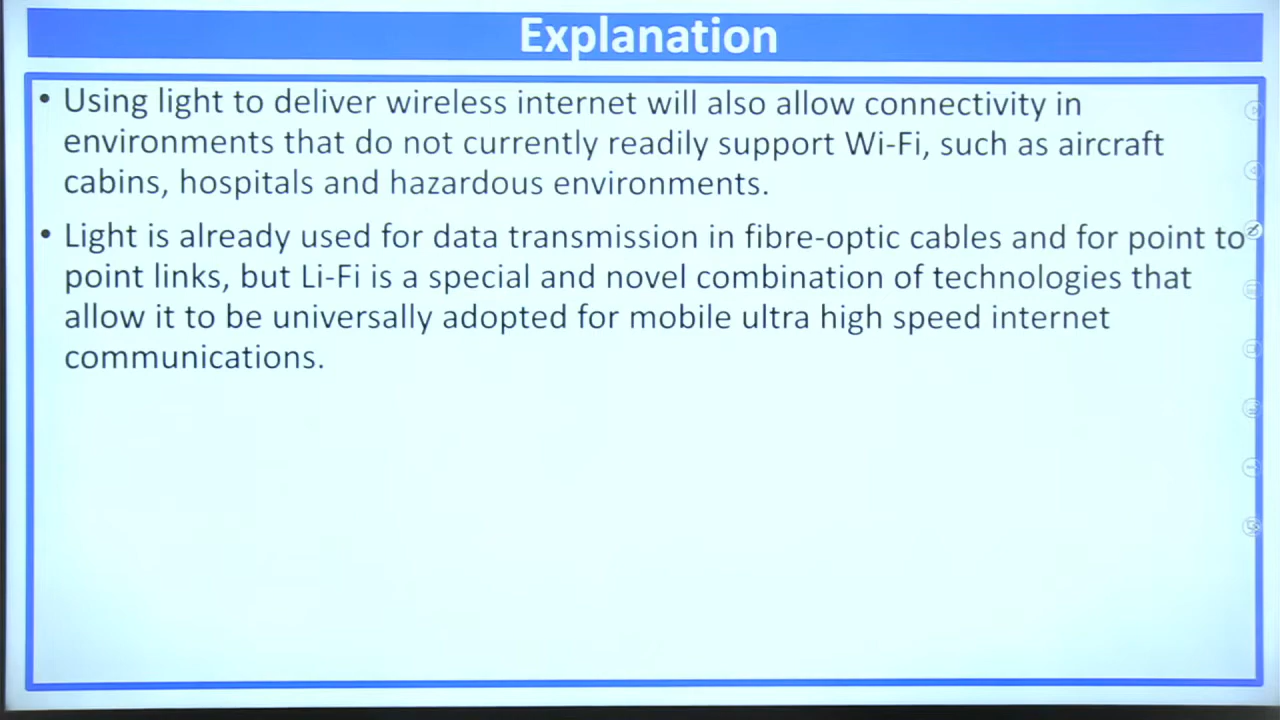 Explanation
• Using light to deliver wireless internet will also allow connectivity in
environments that do not currently readily support Wi-Fi, such as aircraft
cabins, hospitals and hazardous environments.
• Light is already used for data transmission in fibre-optic cables and for point to
point links, but Li-Fi is a special and novel combination of technologies that
allow it to be universally adopted for mobile ultra high speed internet
communications.